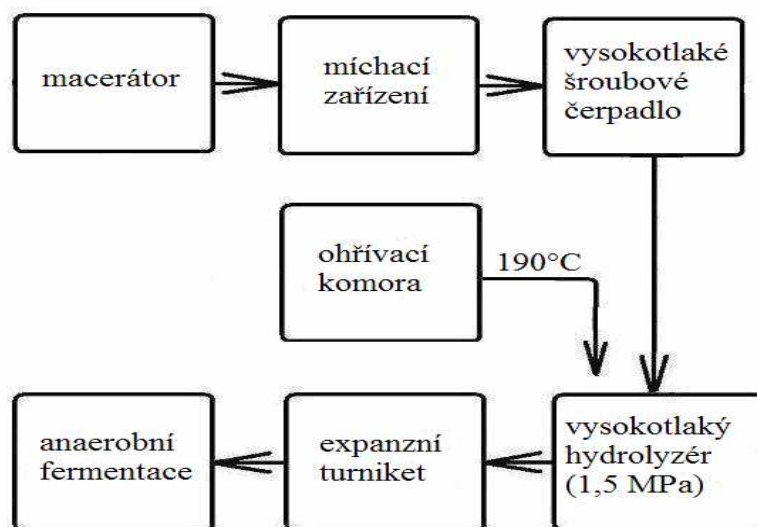 macerátor
míchací
zařízení
vysokotlaké
šroubové
čerpadlo
ohřívací
komora
190°C
anaerobní
fermentace
expanzní
turniket
vysokotlaký
hydrolyzér
(1,5 MPa)